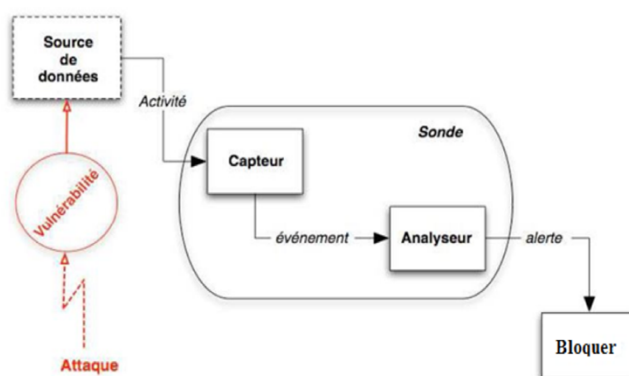 Source
de
données
Activité
Sonde
Capteur
Vulnérabilité
événement
Analyseur
alerte
Bloquer
Attaque